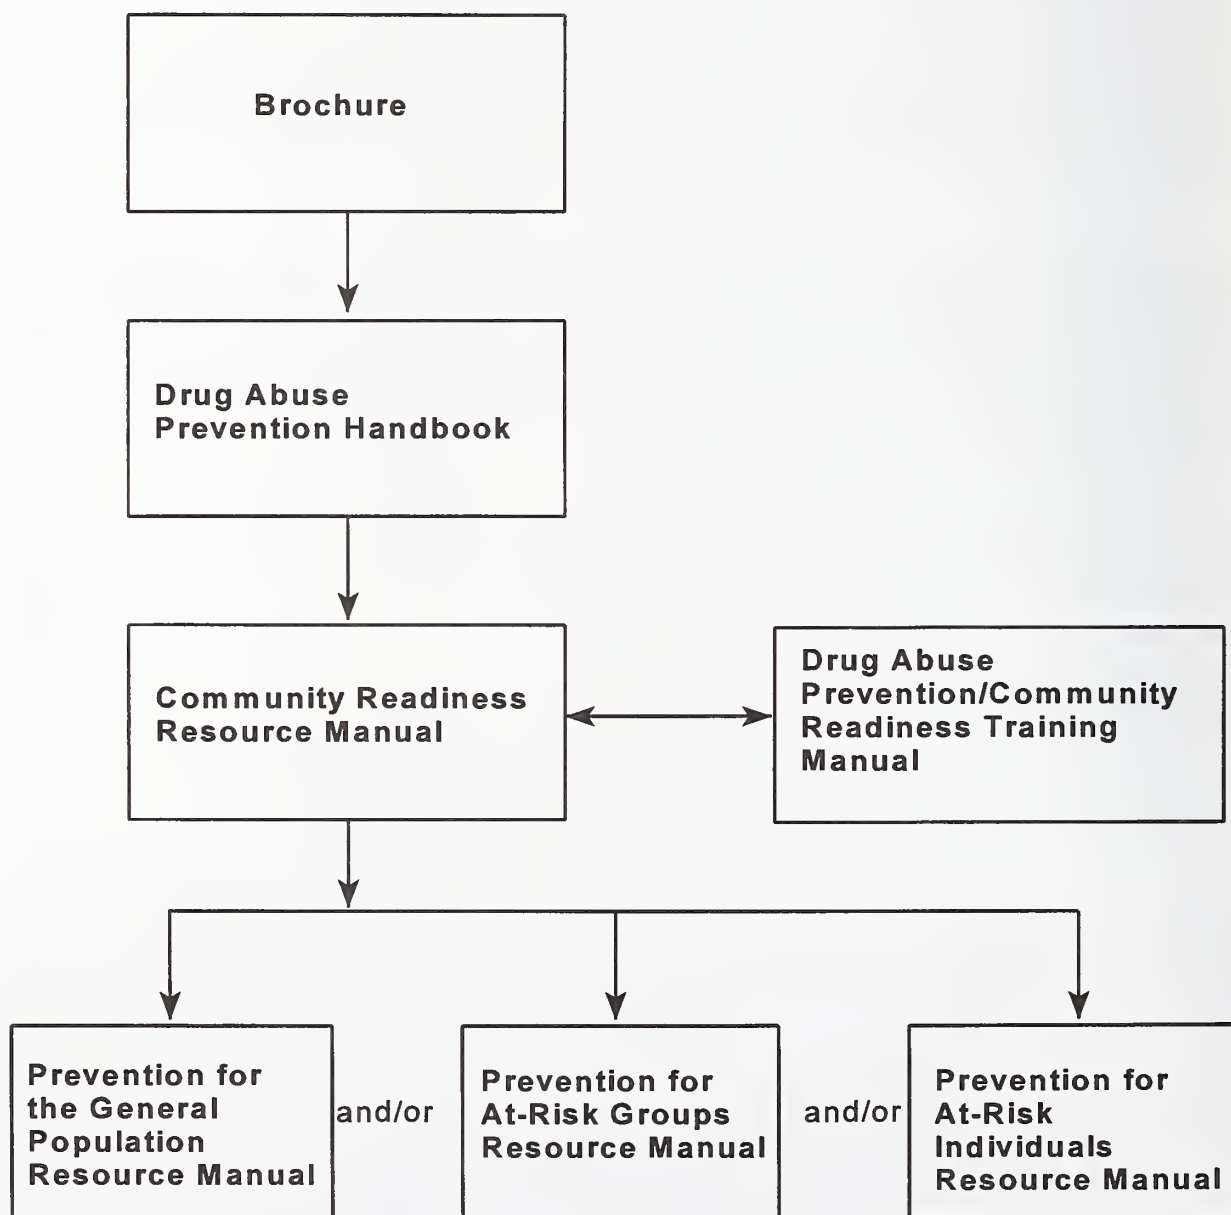 Brochure
Drug Abuse
Prevention Handbook
Community Readiness
Resource Manual
Drug Abuse
Prevention/Community
Readiness Training
Manual
Prevention for
the General
Population
Resource Manual
and/or
Prevention for
At-Risk Groups
Resource Manual
and/or
Prevention for
At-Risk
Individuals
Resource Manual